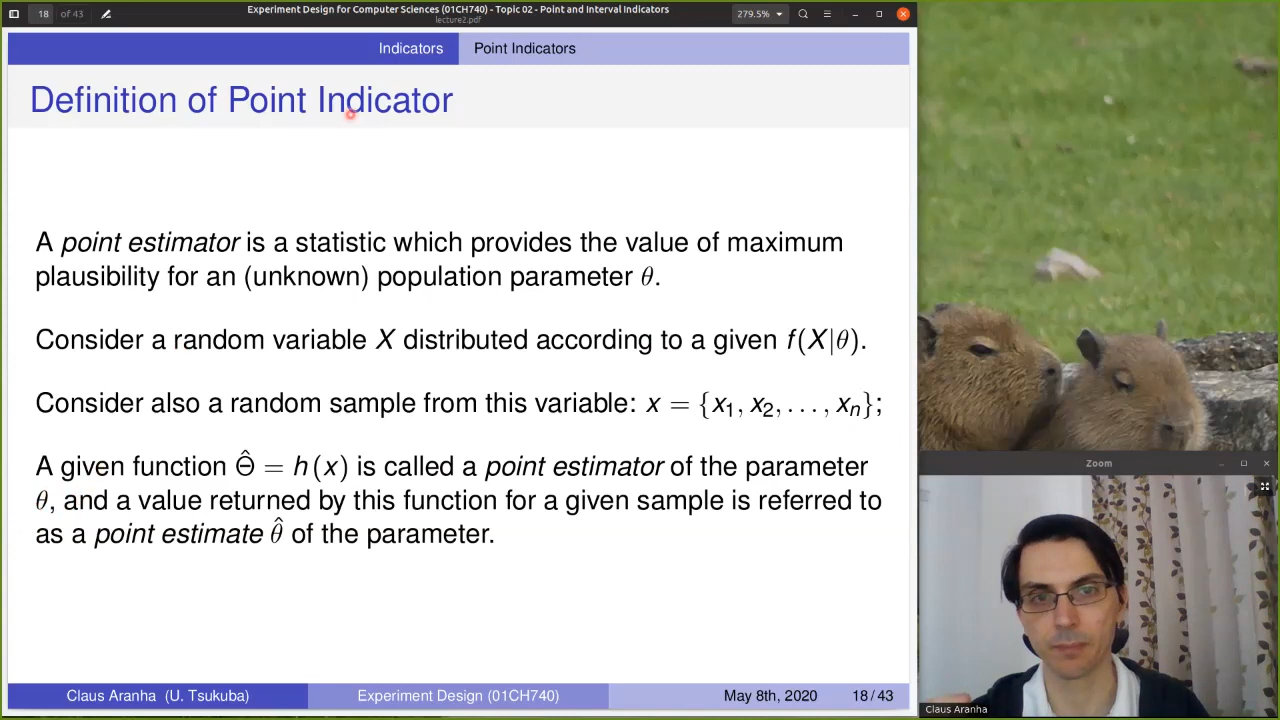 Experiment Design for Computer Sciences (01CH740) - Topic 02 - Point and Interval Indicators
lecture2.pdf
18 of 43
279.5%
Indicators Point Indicators
Definition of Point Indicator
A point estimator is a statistic which provides the value of maximum
plausibility for an (unknown) population parameter θ.
Consider a random variable X distributed according to a given f(X|θ).
Consider also a random sample from this variable: x = {x₁, x₂, . . . , xₙ};
A given function Θ̂ = h(x) is called a point estimator of the parameter
θ, and a value returned by this function for a given sample is referred to
as a point estimate θ̂ of the parameter.
Claus Aranha (U. Tsukuba) Experiment Design (01CH740) May 8th, 2020 18 / 43
Zoom
Claus Aranha